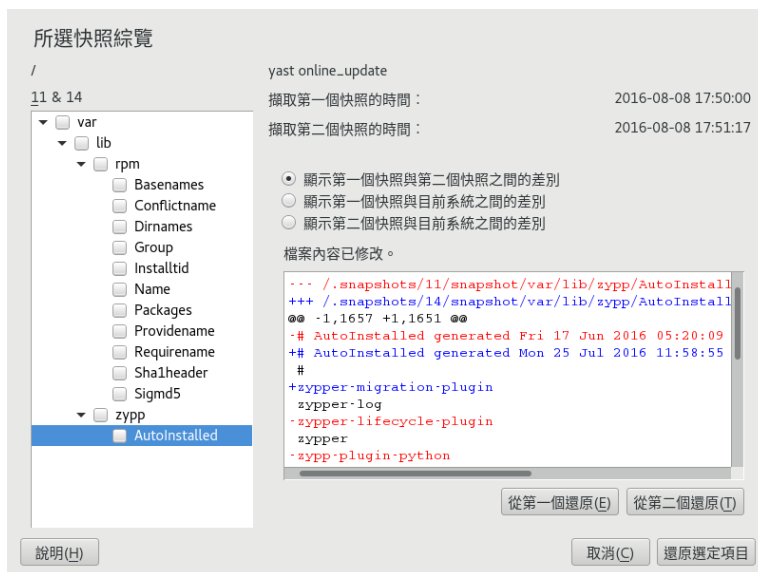 所選快照綜覽
/
11 & 14
var
lib
rpm
Basenames
Conflictname
Dirnames
Group
Installtid
Name
Packages
Providename
Requirename
Sha1header
Sigmd5
zypp
AutoInstalled
yast online_update
擷取第一個快照的時間： 2016-08-08 17:50:00
擷取第二個快照的時間： 2016-08-08 17:51:17
顯示第一個快照與第二個快照之間的差別
顯示第一個快照與目前系統之間的差別
顯示第二個快照與目前系統之間的差別
檔案內容已修改。
--- /.snapshots/11/snapshot/var/lib/zypp/AutoInstall
+++ /.snapshots/14/snapshot/var/lib/zypp/AutoInstall
@@ -1,1657 +1,1651 @@
-# AutoInstalled generated Fri 17 Jun 2016 05:20:09
+# AutoInstalled generated Mon 25 Jul 2016 11:58:55
#
+zypper-migration-plugin
zypper-log
-zypper-lifecycle-plugin
zypper
-zypp-plugin-python
從第一個還原(E) 從第二個還原(T)
說明(H) 取消(C) 還原選定項目